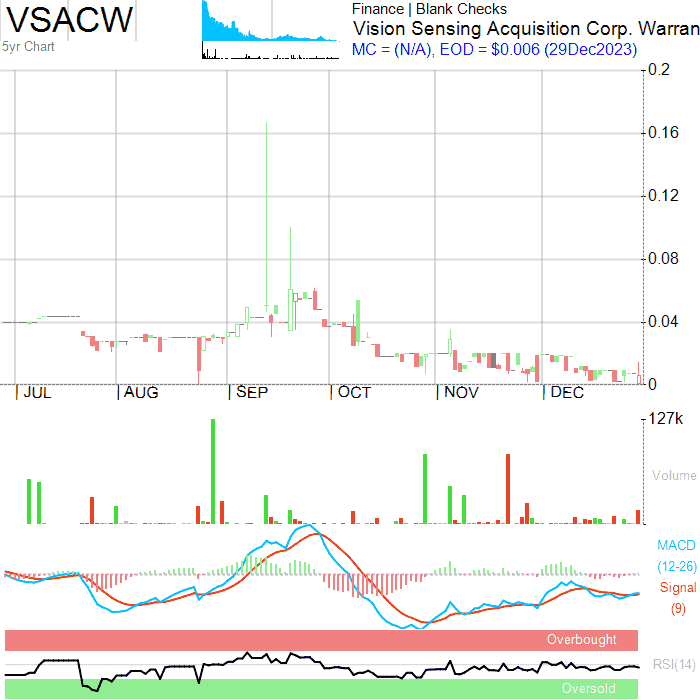 VSACW
5yr Chart
Finance | Blank Checks
Vision Sensing Acquisition Corp. Warran
MC = (N/A), EOD = $0.006 (29Dec2023)
0.2
0.16
0.12
0.08
0.04
0
JUL AUG SEP OCT NOV DEC
127k
Volume
MACD
(12-26)
Signal
(9)
Overbought
RSI(14)
Oversold